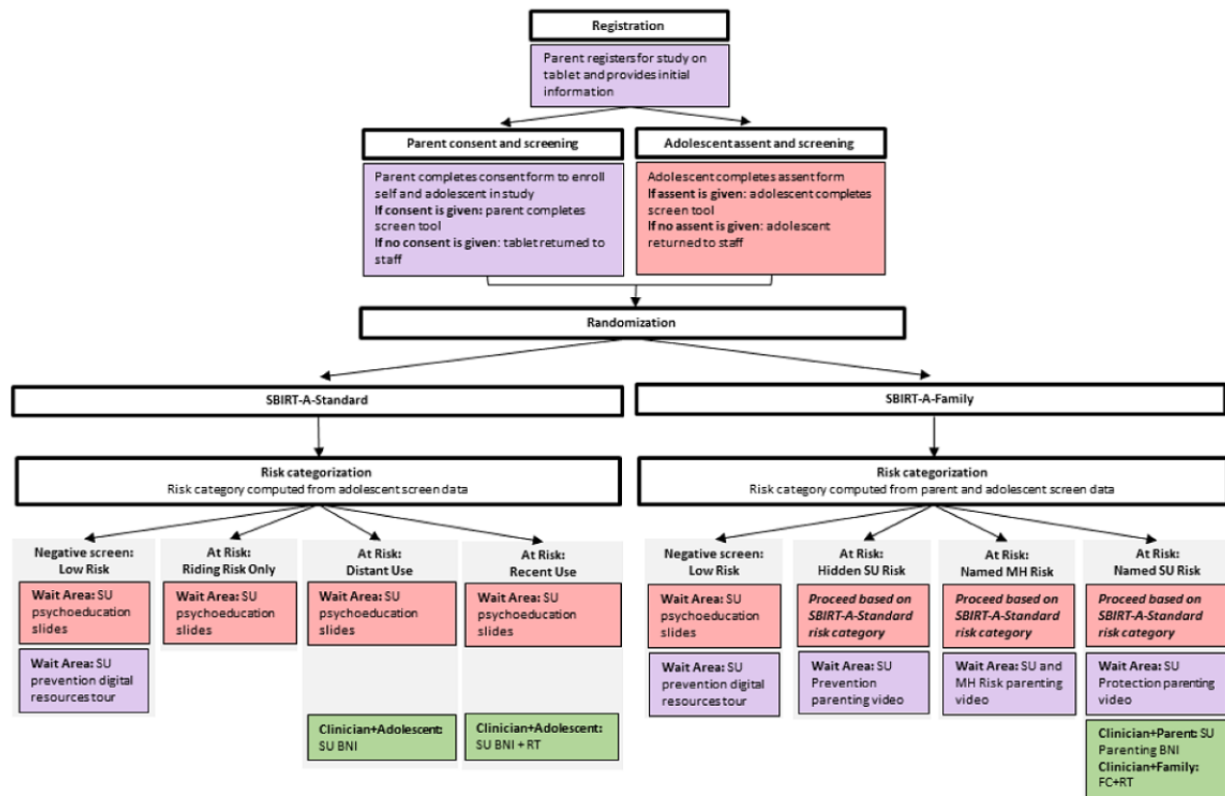 Registration
Parent registers for study on
tablet and provides initial
information
Parent consent and screening
Parent completes consent form to enroll
self and adolescent in study
If consent is given: parent completes
screen tool
If no consent is given: tablet returned to
staff
Adolescent assent and screening
Adolescent completes assent form
If assent is given: adolescent completes
screen tool
If no assent is given: adolescent
returned to staff
Randomization
SBIRT-A-Standard
Risk categorization
Risk category computed from adolescent screen data
Negative screen:
Low Risk
Wait Area: SU
psychoeducation
slides
Wait Area: SU
prevention digital
resources tour
At Risk:
Riding Risk Only
Wait Area: SU
psychoeducation
slides
At Risk:
Distant Use
Wait Area: SU
psychoeducation
slides
Clinician+Adolescent:
SU BNI
At Risk:
Recent Use
Wait Area: SU
psychoeducation
slides
Clinician+Adolescent:
SU BNI + RT
SBIRT-A-Family
Risk categorization
Risk category computed from parent and adolescent screen data
Negative screen:
Low Risk
Wait Area: SU
psychoeducation
slides
Wait Area: SU
prevention digital
resources tour
At Risk:
Hidden SU Risk
Proceed based on
SBIRT-A-Standard
risk category
Wait Area: SU
Prevention
parenting video
At Risk:
Named MH Risk
Proceed based on
SBIRT-A-Standard
risk category
Wait Area: SU and
MH Risk parenting
video
At Risk:
Named SU Risk
Proceed based on
SBIRT-A-Standard
risk category
Wait Area: SU
Protection parenting
video
Clinician+Parent: SU
Parenting BNI
Clinician+Family:
FC+RT